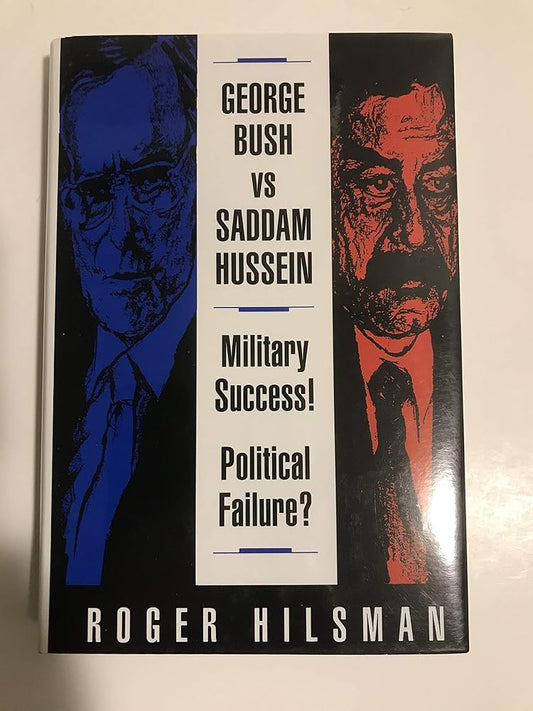 GEORGE
BUSH
VS
SADDAM
HUSSEIN
Military
Success!
Political
Failure?
ROGER HILSMAN